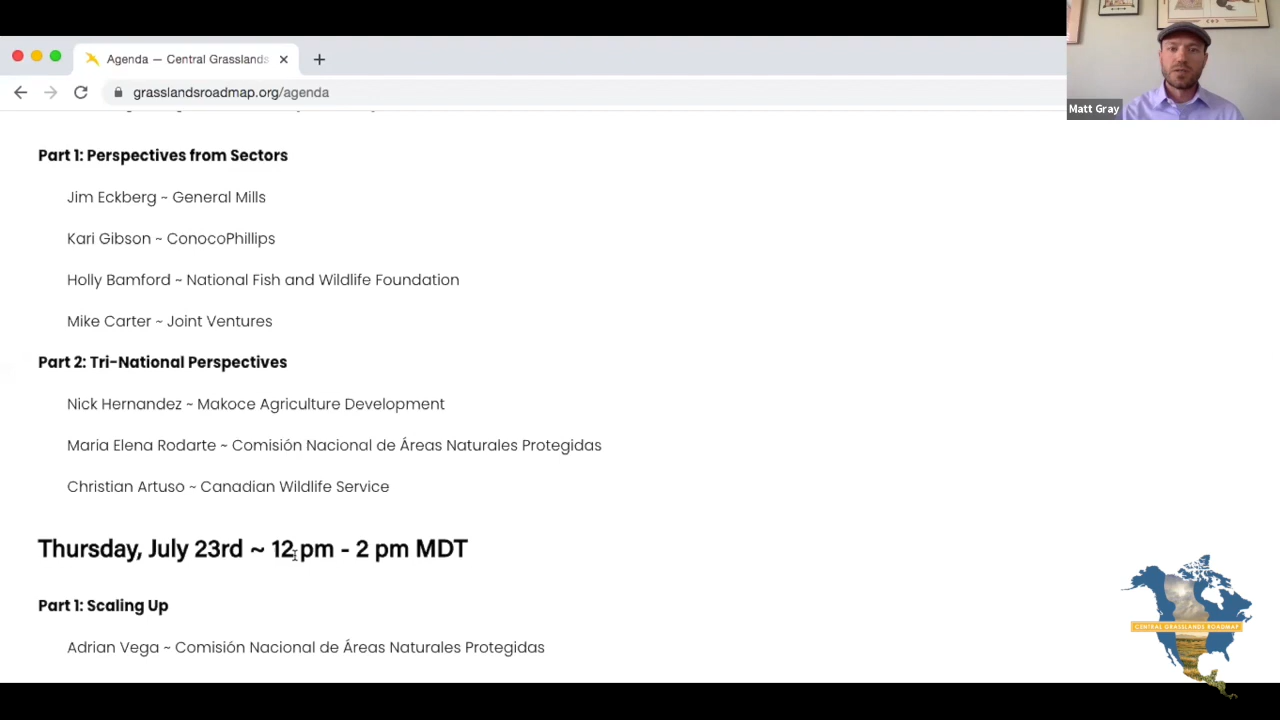 Agenda — Central Grasslands
grasslandsroadmap.org/agenda
Matt Gray
Part 1: Perspectives from Sectors
Jim Eckberg ~ General Mills
Kari Gibson ~ ConocoPhillips
Holly Bamford ~ National Fish and Wildlife Foundation
Mike Carter ~ Joint Ventures
Part 2: Tri-National Perspectives
Nick Hernandez ~ Makoce Agriculture Development
Maria Elena Rodarte ~ Comisión Nacional de Áreas Naturales Protegidas
Christian Artuso ~ Canadian Wildlife Service
Thursday, July 23rd ~ 12 pm - 2 pm MDT
Part 1: Scaling Up
Adrian Vega ~ Comisión Nacional de Áreas Naturales Protegidas
CENTRAL GRASSLANDS ROADMAP